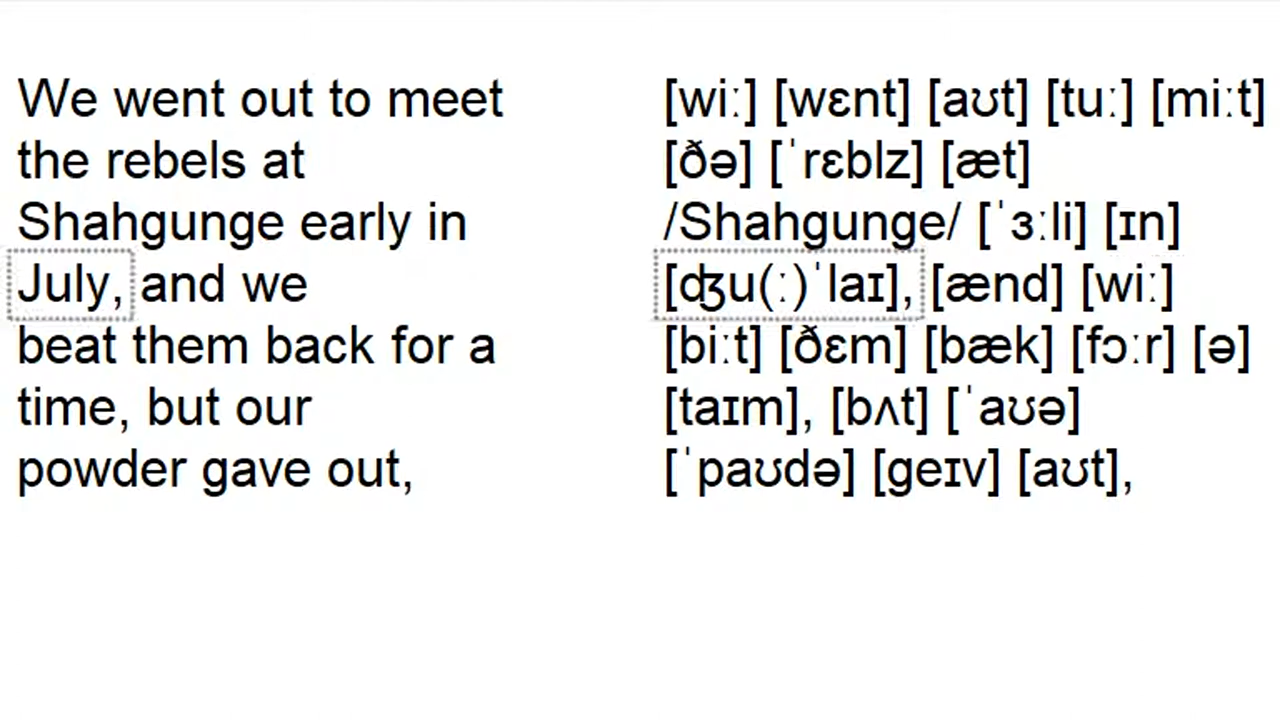 We went out to meet
the rebels at
Shahgunge early in
July, and we
beat them back for a
time, but our
powder gave out,
[wiː] [wɛnt] [aʊt] [tuː] [miːt]
[ðə] [ˈrɛblz] [æt]
/Shahgunge/ [ˈɜːli] [ɪn]
[ʤu(ː)ˈlaɪ], [ænd] [wiː]
[biːt] [ðɛm] [bæk] [fɔːr] [ə]
[taɪm], [bʌt] [ˈaʊə]
[ˈpaʊdə] [geɪv] [aʊt],